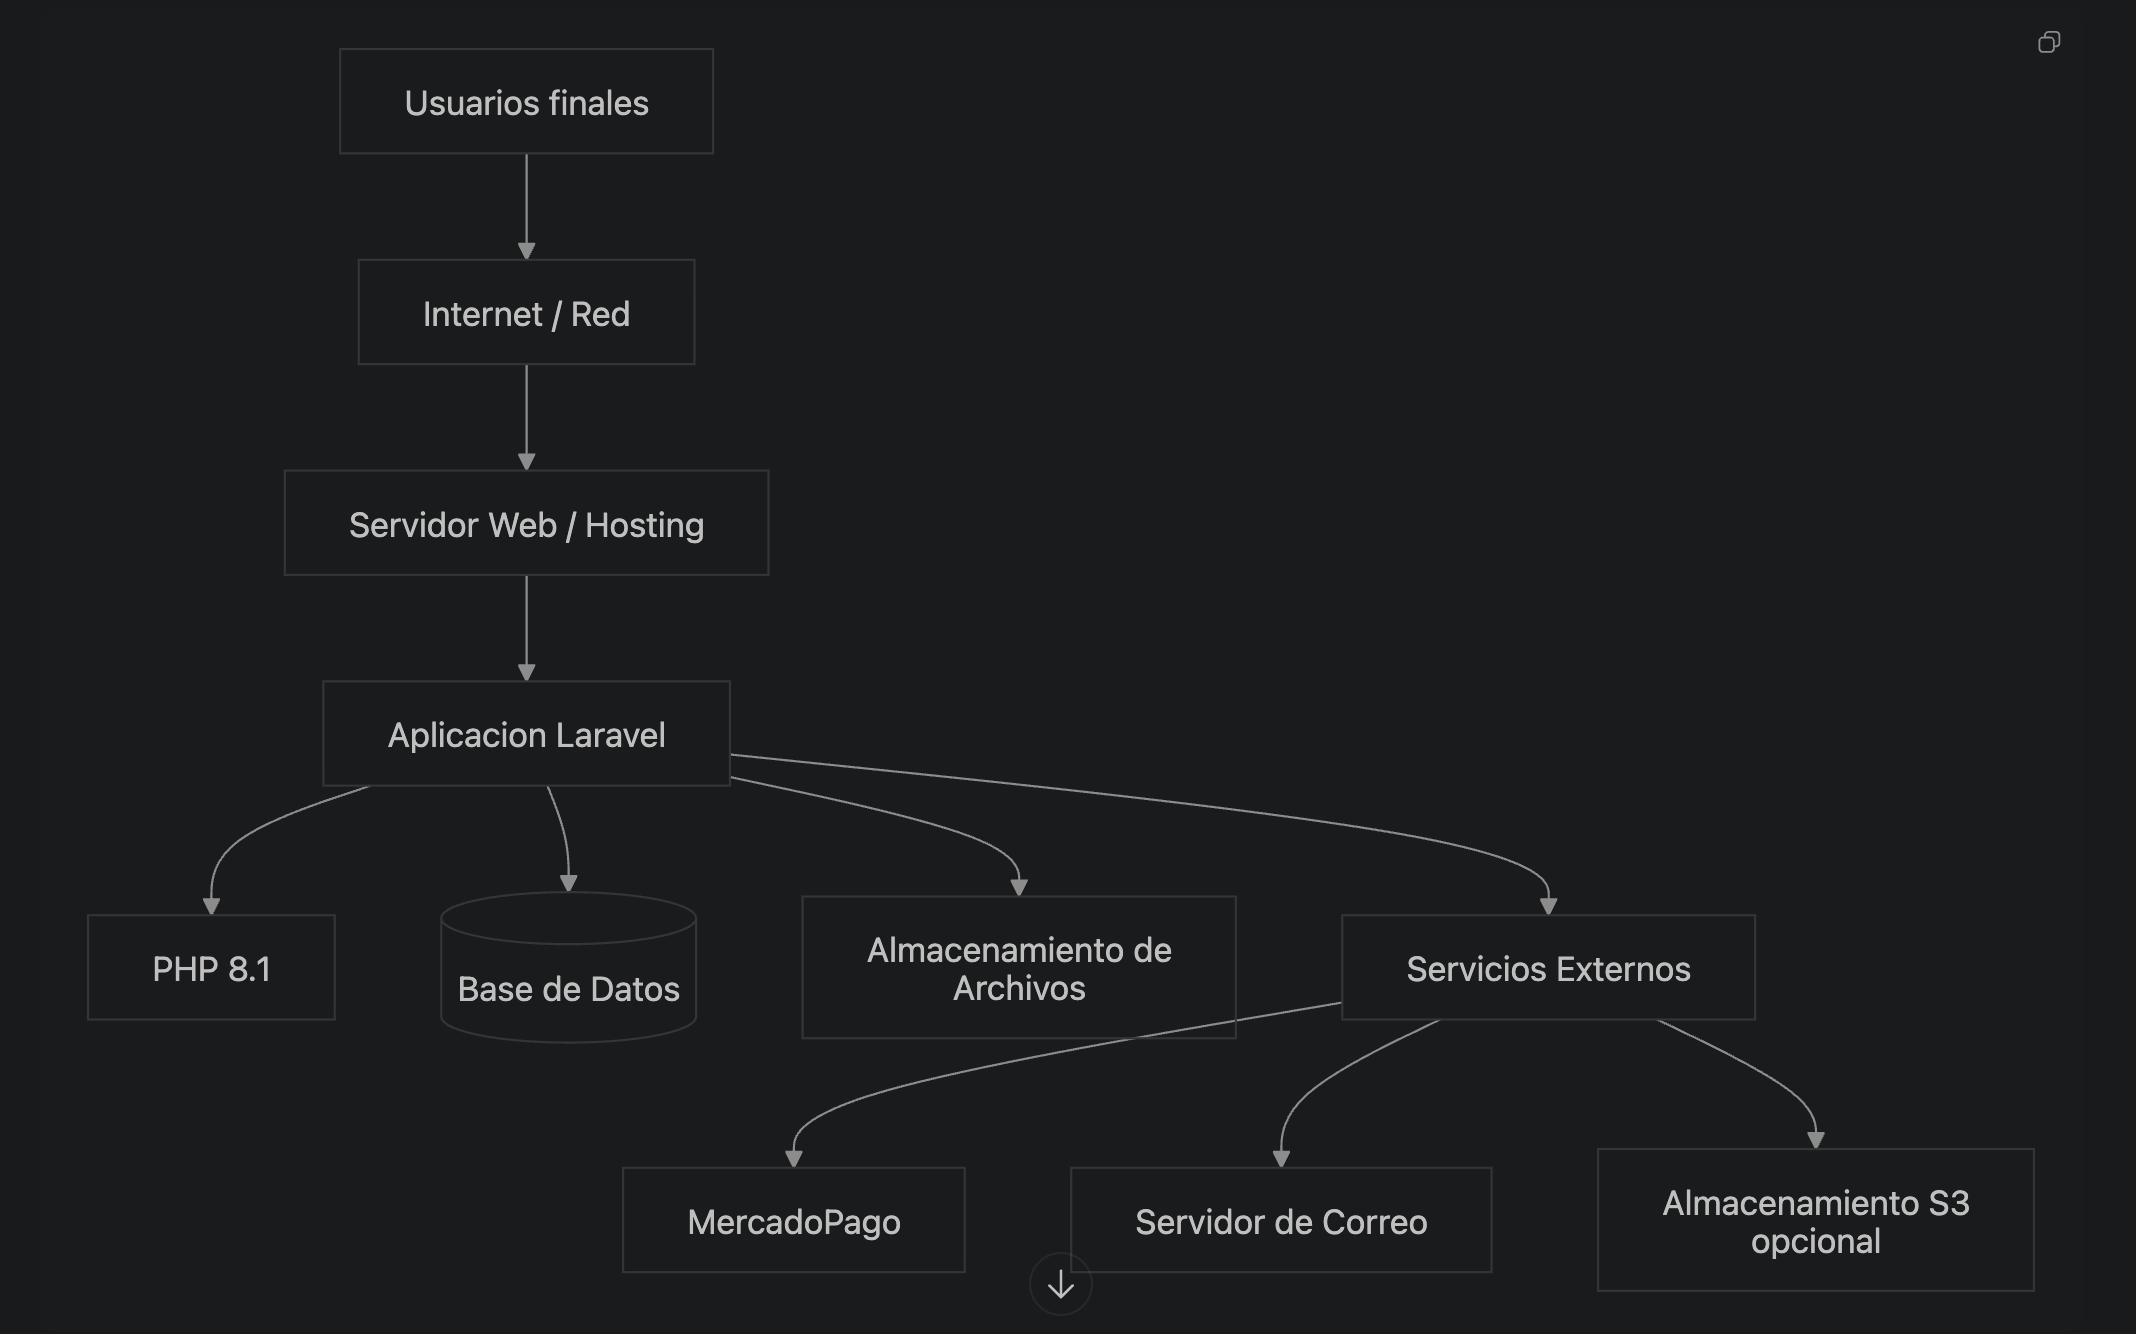 Usuarios finales
Internet / Red
Servidor Web / Hosting
Aplicacion Laravel
PHP 8.1
Base de Datos
Almacenamiento de
Archivos
Servicios Externos
MercadoPago
Servidor de Correo
Almacenamiento S3
opcional